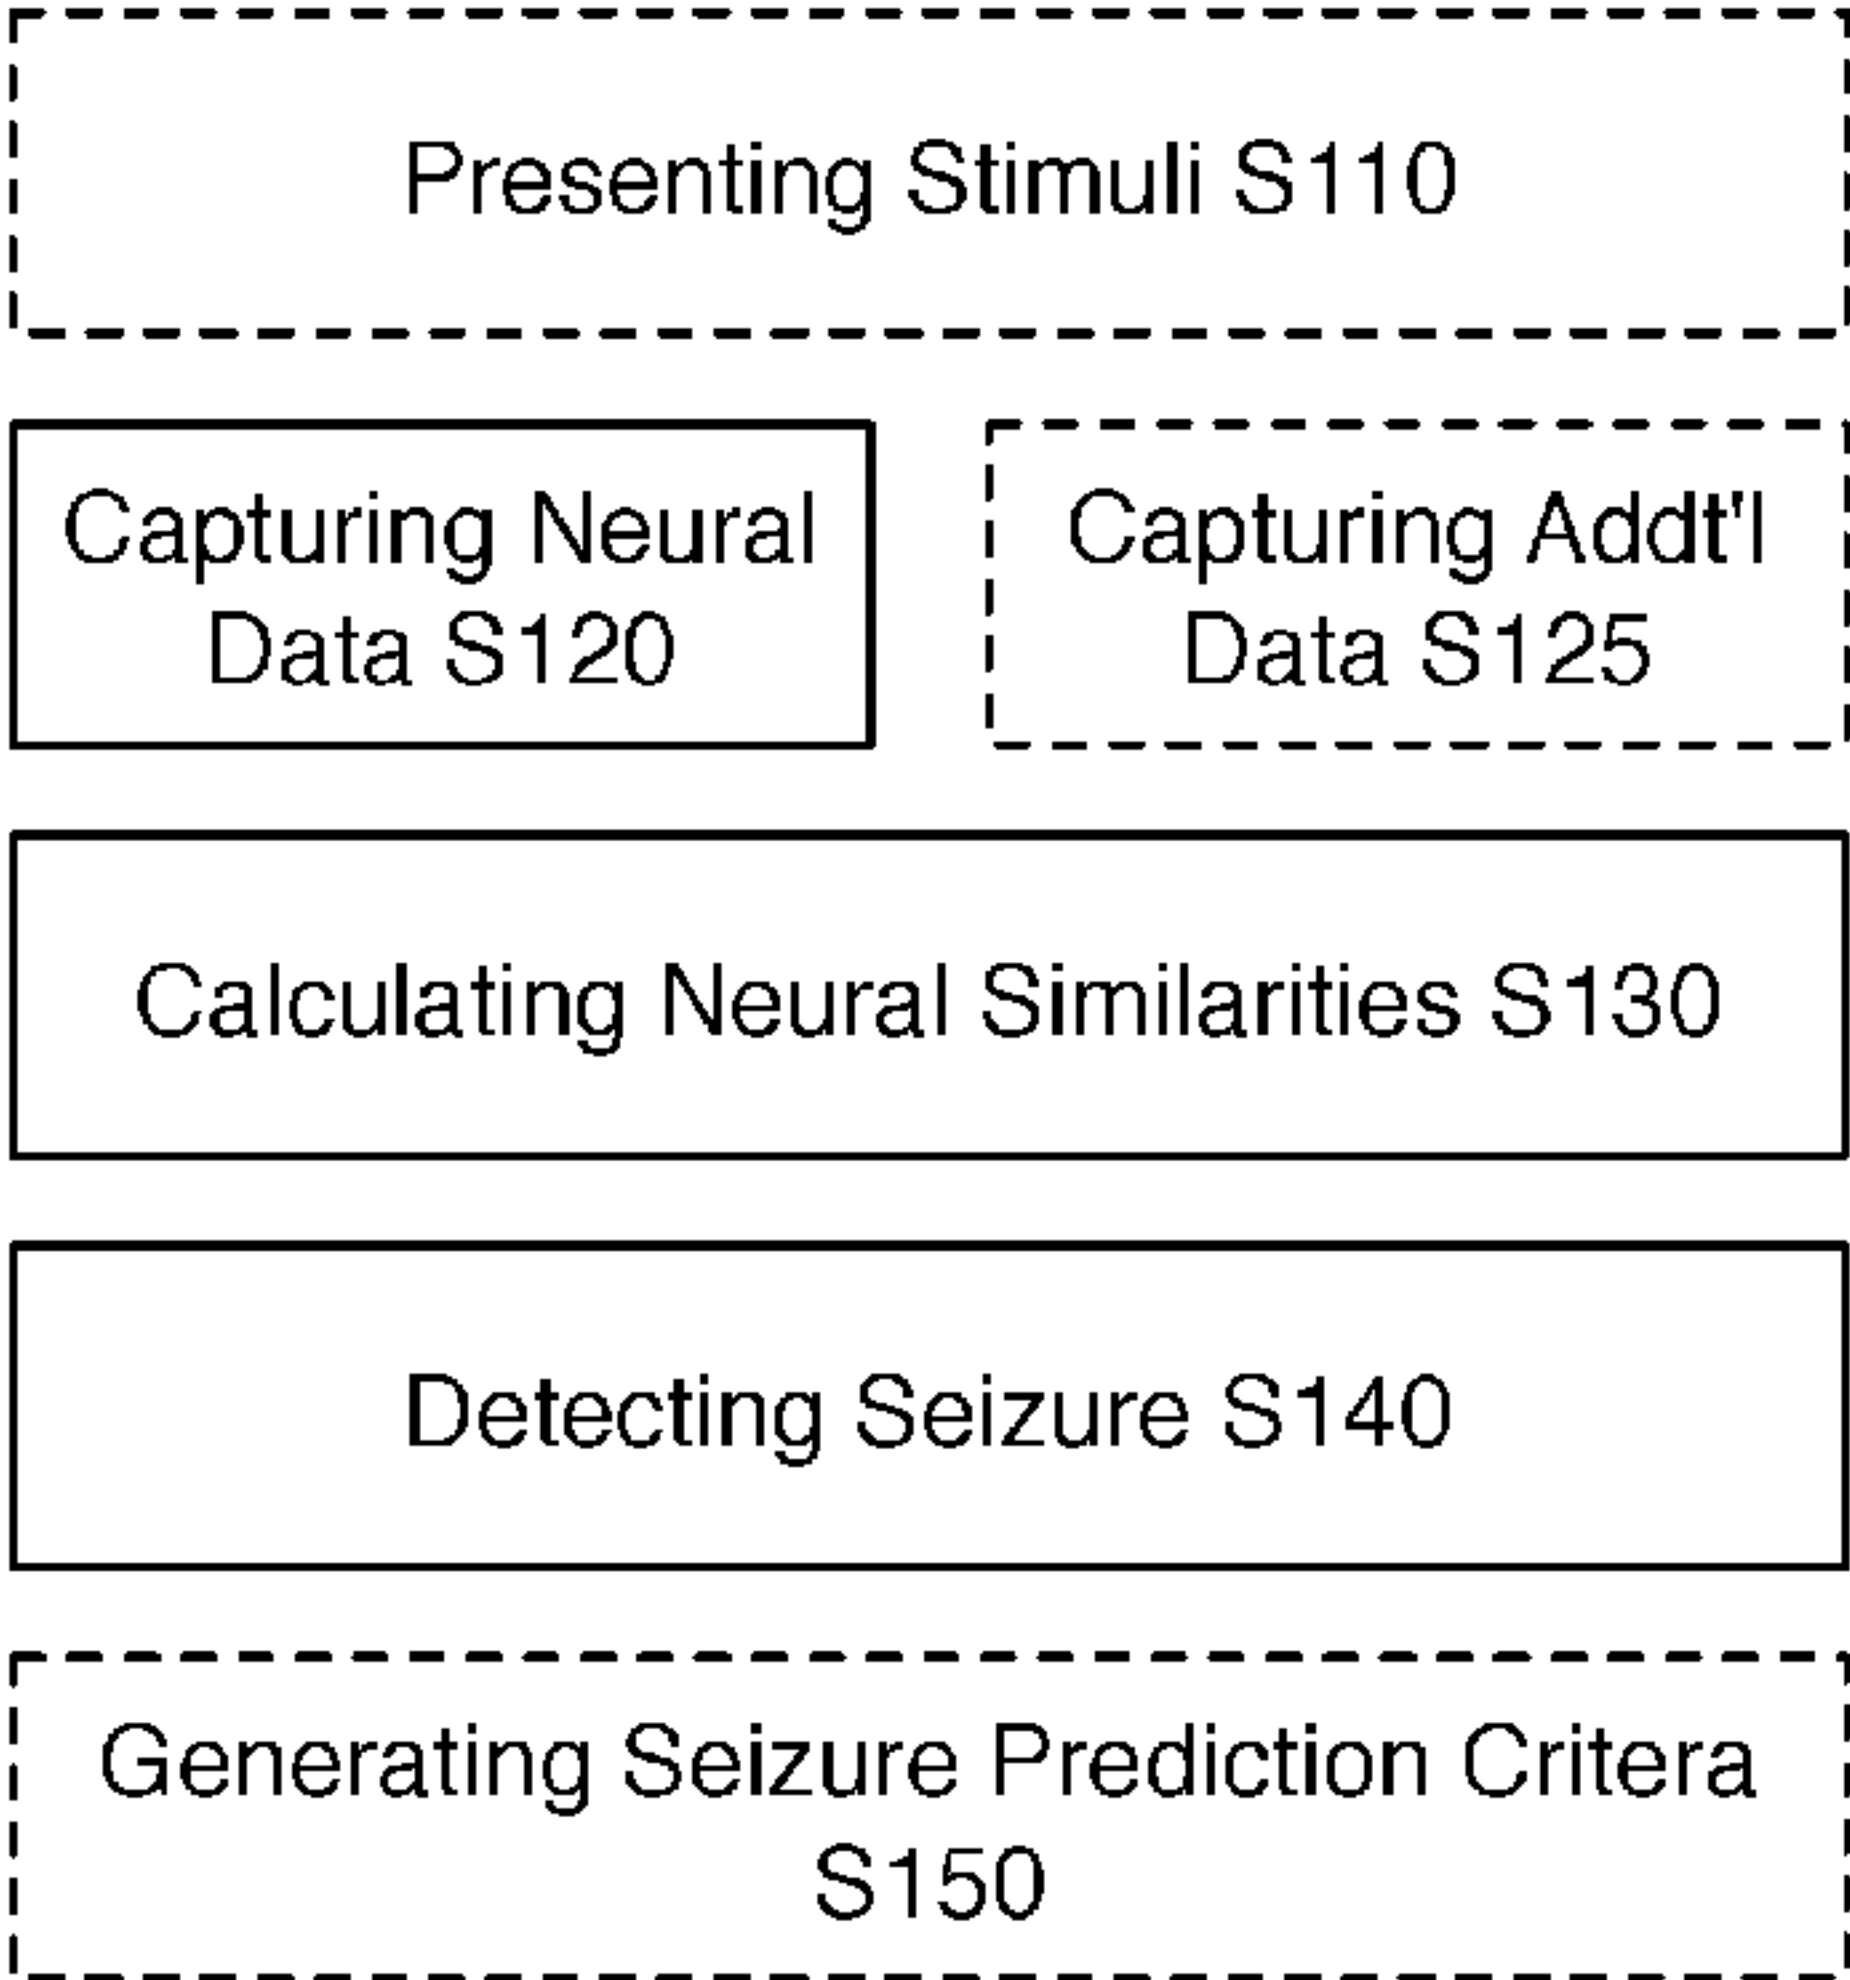 Presenting Stimuli S110
Capturing Neural
Data S120
Capturing Addt'l
Data S125
Calculating Neural Similarities S130
Detecting Seizure S140
Generating Seizure Prediction Critera
S150